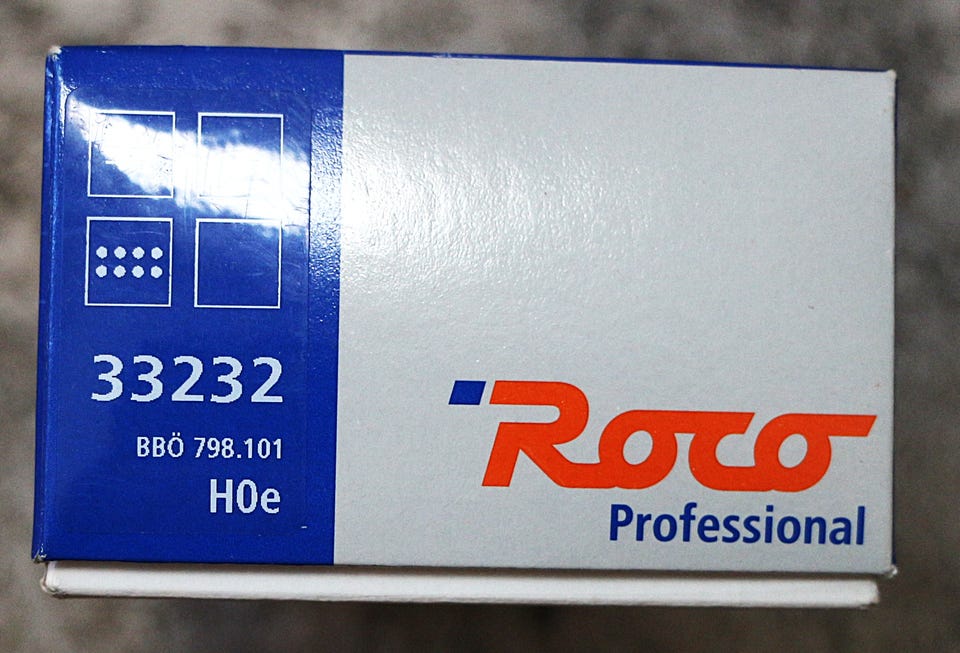 33232
BBÖ 798.101
H0e
Roco
Professional